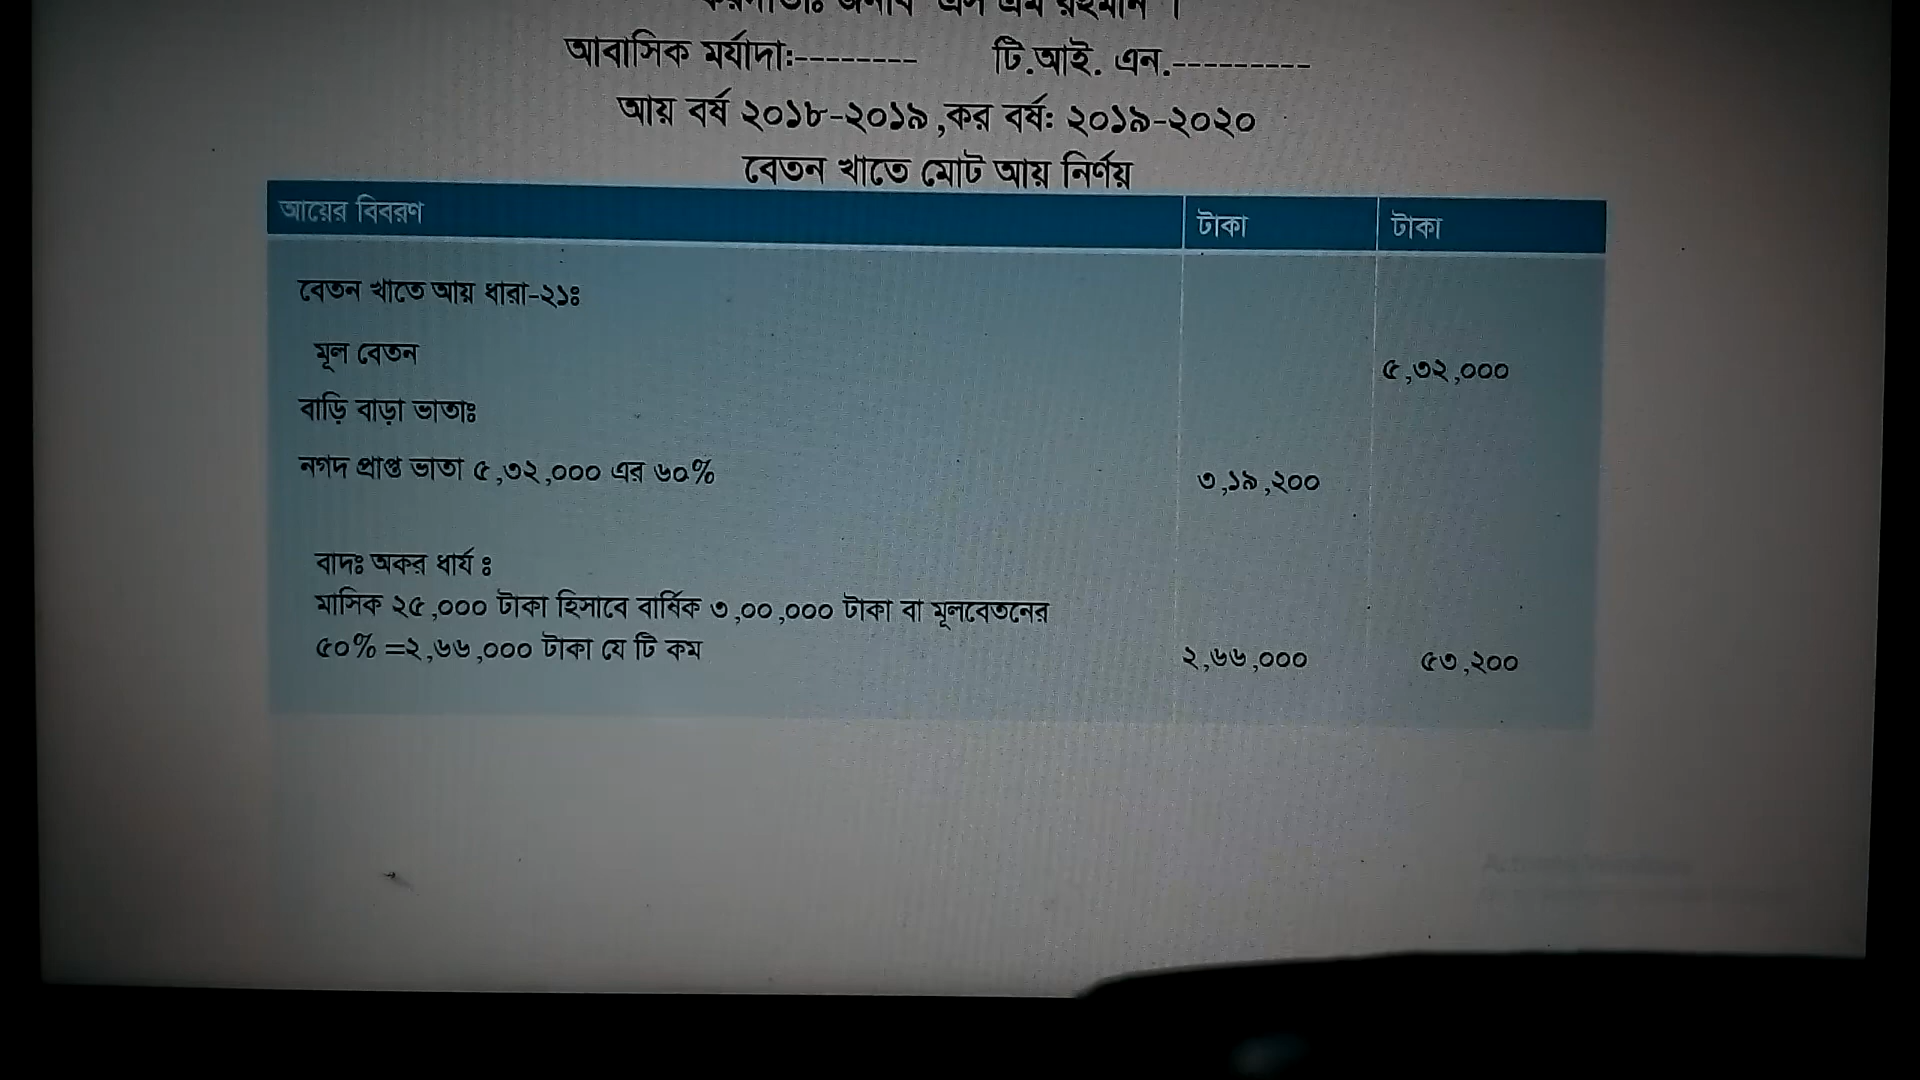 আবাসিক মর্যাদা:-------- টি.আই. এন.---------
আয় বর্ষ ২০১৮-২০১৯,কর বর্ষ: ২০১৯-২০২০
বেতন খাতে মোট আয় নির্ণয়
আয়ের বিবরণ টাকা টাকা
বেতন খাতে আয় ধারা-২১ঃ
মূল বেতন ৫,৩২,০০০
বাড়ি বাড়া ভাতাঃ
নগদ প্রাপ্ত ভাতা ৫,৩২,০০০ এর ৬০% ৩,১৯,২০০
বাদঃ অকর ধার্য ঃ
মাসিক ২৫,০০০ টাকা হিসাবে বার্ষিক ৩,০০,০০০ টাকা বা মূলবেতনের
৫০% =২,৬৬,০০০ টাকা যে টি কম ২,৬৬,০০০ ৫৩,২০০